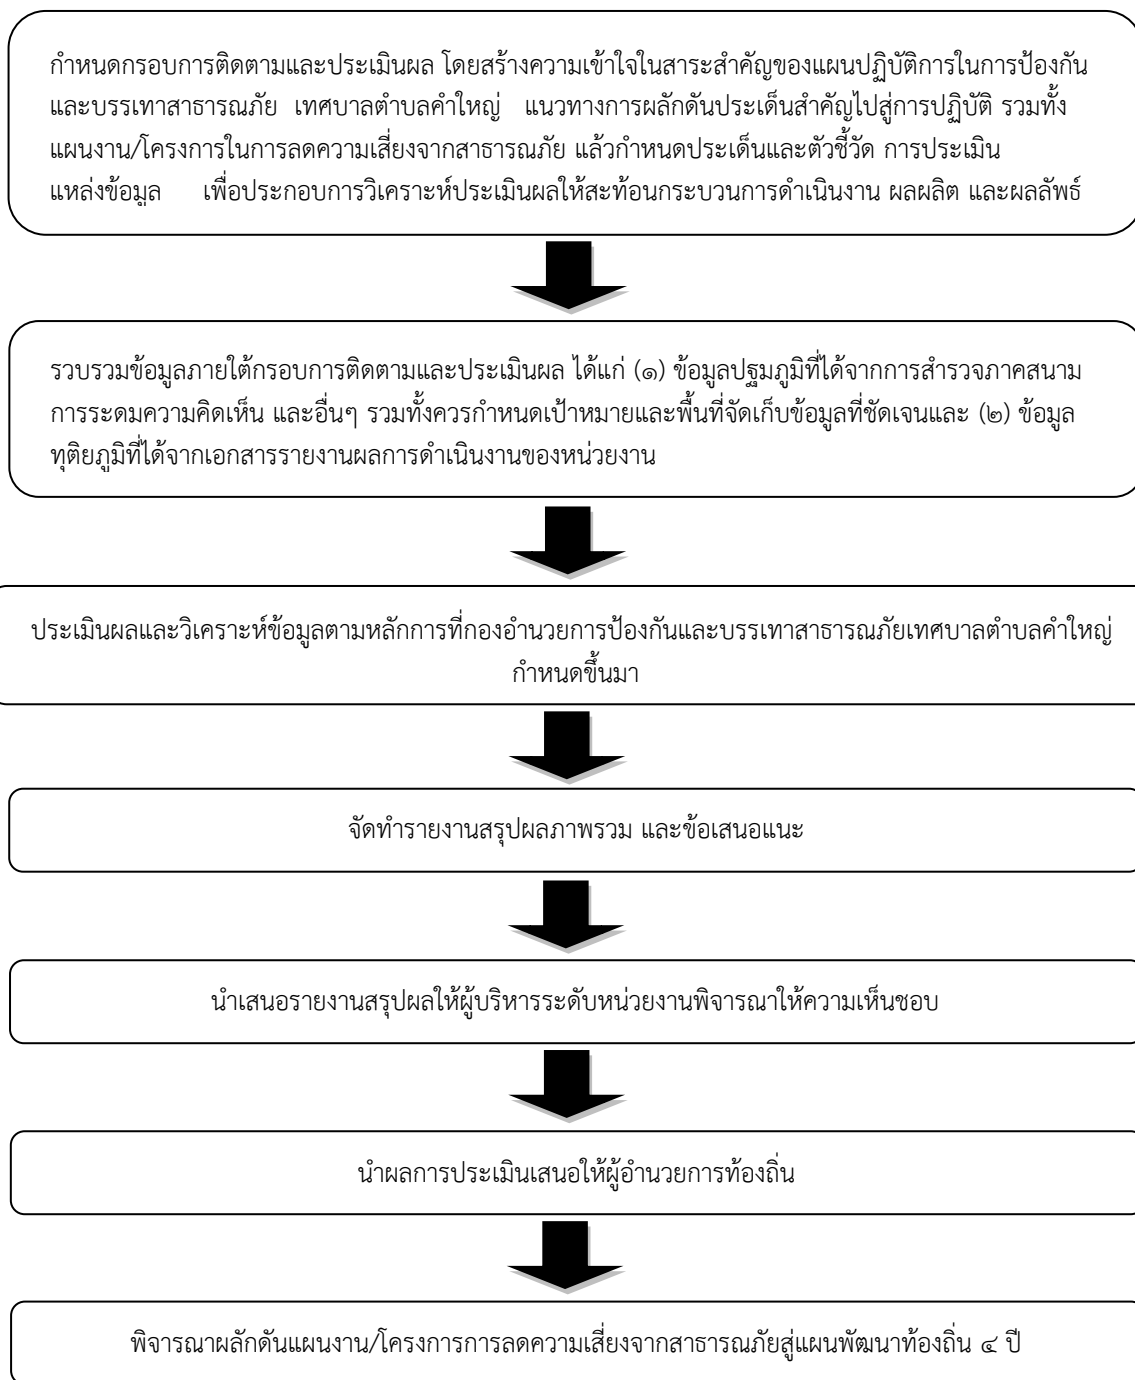 กำหนดกรอบการติดตามและประเมินผล โดยสร้างความเข้าใจในสาระสำคัญของแผนปฏิบัติการในการป้องกัน
และบรรเทาสาธารณภัย เทศบาลตำบลคำใหญ่ แนวทางการผลักดันประเด็นสำคัญไปสู่การปฏิบัติ รวมทั้ง
แผนงาน/โครงการในการลดความเสี่ยงจากสาธารณภัย แล้วกำหนดประเด็นและตัวชี้วัด การประเมิน
แหล่งข้อมูล เพื่อประกอบการวิเคราะห์ประเมินผลให้สะท้อนกระบวนการดำเนินงาน ผลผลิต และผลลัพธ์
รวบรวมข้อมูลภายใต้กรอบการติดตามและประเมินผล ได้แก่ (๑) ข้อมูลปฐมภูมิที่ได้จากการสำรวจภาคสนาม
การระดมความคิดเห็น และอื่นๆ รวมทั้งควรกำหนดเป้าหมายและพื้นที่จัดเก็บข้อมูลที่ชัดเจนและ (๒) ข้อมูล
ทุติยภูมิที่ได้จากเอกสารรายงานผลการดำเนินงานของหน่วยงาน
ประเมินผลและวิเคราะห์ข้อมูลตามหลักการที่กองอำนวยการป้องกันและบรรเทาสาธารณภัยเทศบาลตำบลคำใหญ่
กำหนดขึ้นมา
จัดทำรายงานสรุปผลภาพรวม และข้อเสนอแนะ
นำเสนอรายงานสรุปผลให้ผู้บริหารระดับหน่วยงานพิจารณาให้ความเห็นชอบ
นำผลการประเมินเสนอให้ผู้อำนวยการท้องถิ่น
พิจารณาผลักดันแผนงาน/โครงการการลดความเสี่ยงจากสาธารณภัยสู่แผนพัฒนาท้องถิ่น ๔ ปี